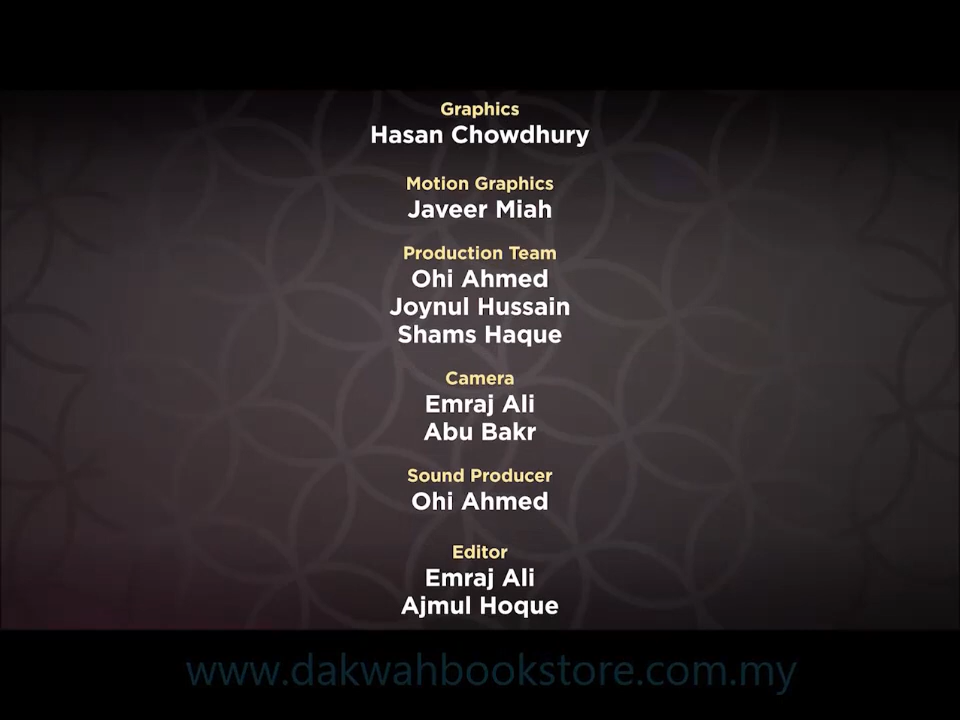 Graphics
Hasan Chowdhury
Motion Graphics
Javeer Miah
Production Team
Ohi Ahmed
Joynul Hussain
Shams Haque
Camera
Emraj Ali
Abu Bakr
Sound Producer
Ohi Ahmed
Editor
Emraj Ali
Ajmul Hoque
www.dakwahbookstore.com.my